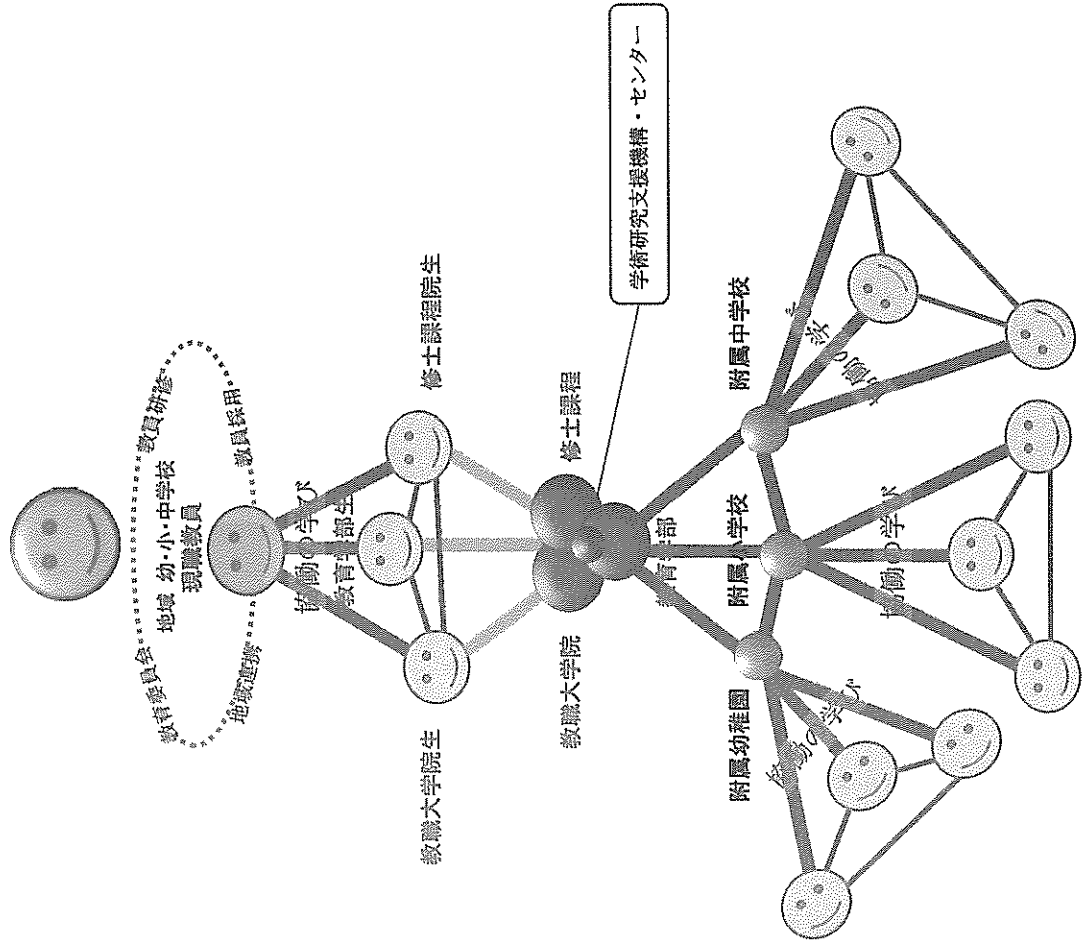 教育委員会
教員研修
地域 幼・小・中学校
現職教員
地域連携
教員採用
協働の学び
教育学部生
教職大学院生
修士課程院生
教職大学院
修士課程
学術研究支援機構・センター
教育学部
附属幼稚園
附属小学校
附属中学校
協働の学び
協働の学び
協働の学